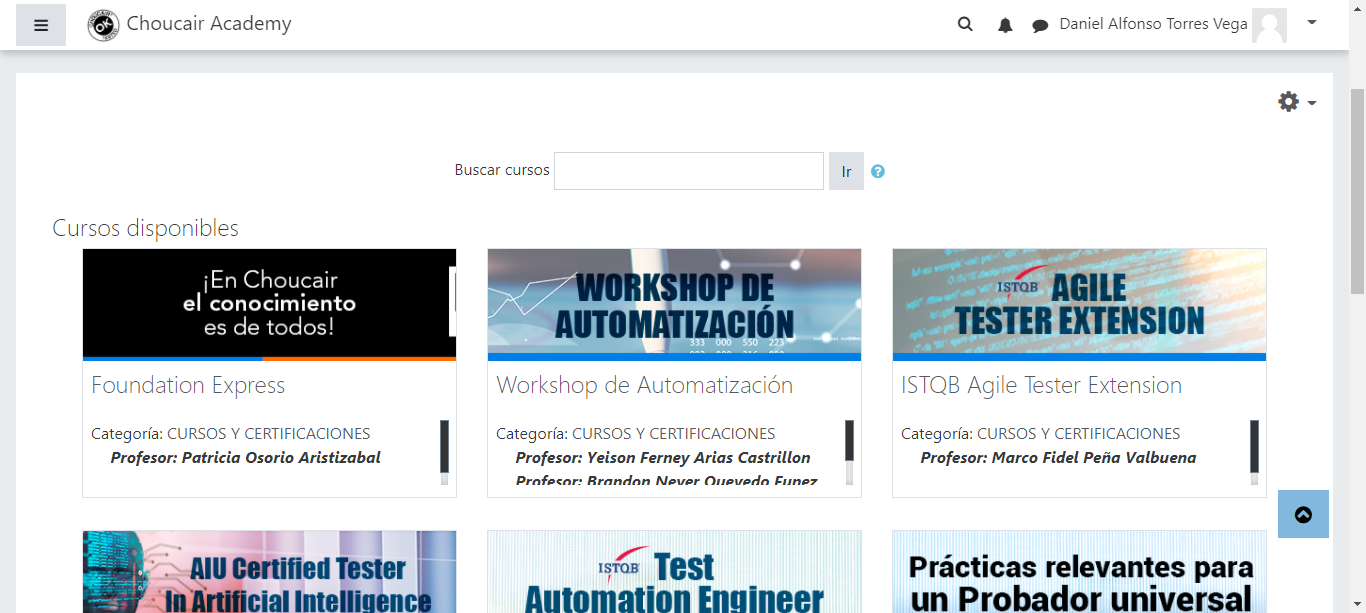 Choucair Academy
Daniel Alfonso Torres Vega
Buscar cursos
Ir
Cursos disponibles
¡En Choucair
el conocimiento
es de todos!
WORKSHOP DE
AUTOMATIZACIÓN
333 000 550 223
ISTQB AGILE
TESTER EXTENSION
Foundation Express
Workshop de Automatización
ISTQB Agile Tester Extension
Categoría: CURSOS Y CERTIFICACIONES
Profesor: Patricia Osorio Aristizabal
Categoría: CURSOS Y CERTIFICACIONES
Profesor: Yeison Ferney Arias Castrillon
Profesor: Brandon Never Quevedo Funez
Categoría: CURSOS Y CERTIFICACIONES
Profesor: Marco Fidel Peña Valbuena
AIU Certified Tester
In Artificial Intelligence
ISTQB Test
Automation Engineer
Prácticas relevantes para
un Probador universal